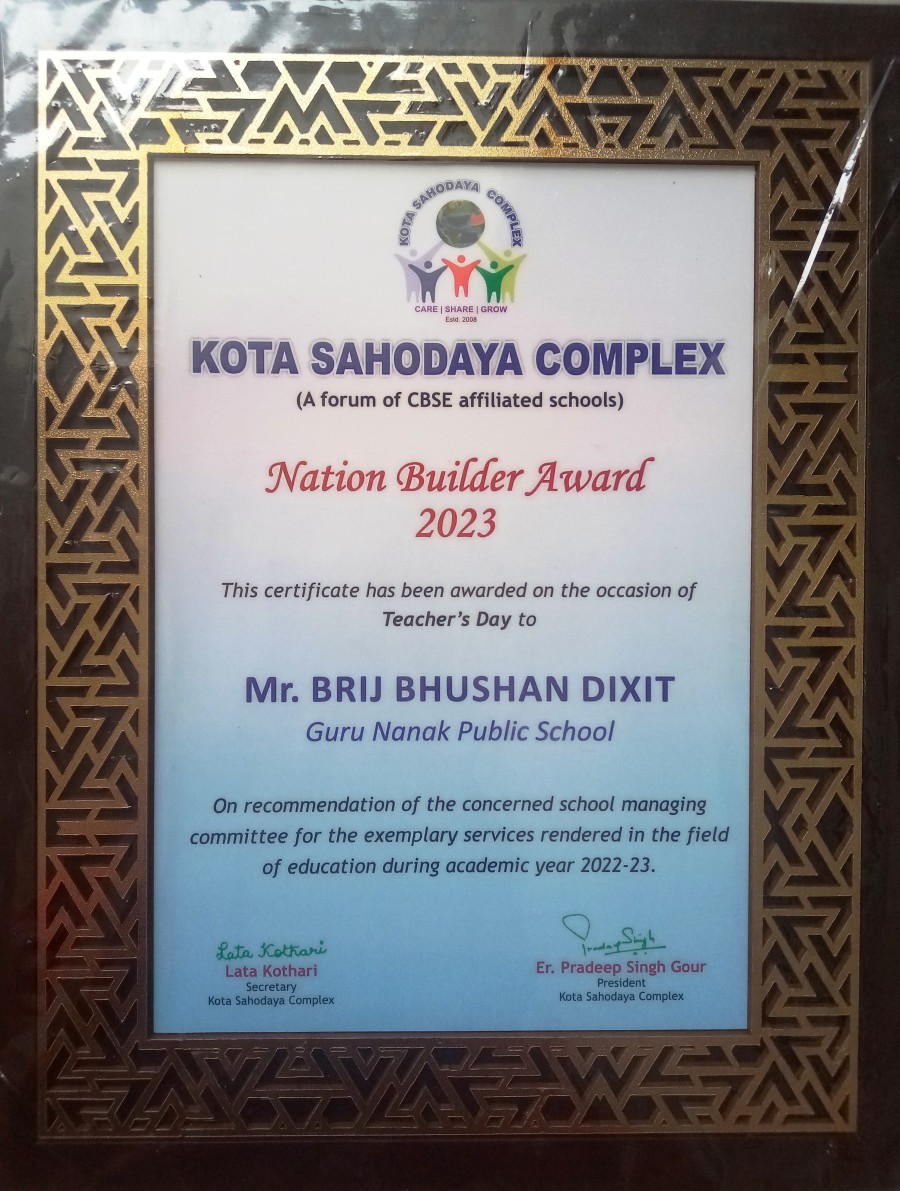 KOTA SAHODAYA COMPLEX
CARE | SHARE | GROW
Estd. 2008
KOTA SAHODAYA COMPLEX
(A forum of CBSE affiliated schools)
Nation Builder Award
2023
This certificate has been awarded on the occasion of
Teacher's Day to
Mr. BRIJ BHUSHAN DIXIT
Guru Nanak Public School
On recommendation of the concerned school managing
committee for the exemplary services rendered in the field
of education during academic year 2022-23.
Lata Kothari
Lata Kothari
Secretary
Kota Sahodaya Complex
Pradeep Singh
Er. Pradeep Singh Gour
President
Kota Sahodaya Complex